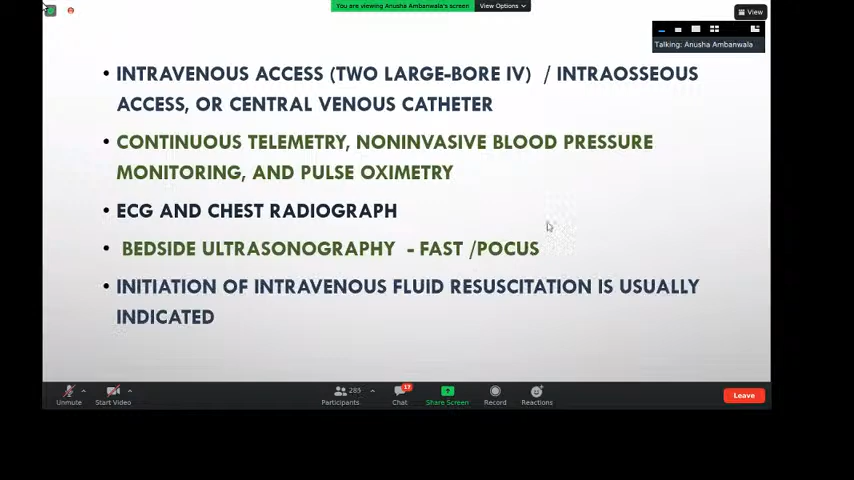 You are viewing Anusha Ambanwala's screen
View Options
View
Talking: Anusha Ambanwala
• INTRAVENOUS ACCESS (TWO LARGE-BORE IV) / INTRAOSSEOUS
ACCESS, OR CENTRAL VENOUS CATHETER
• CONTINUOUS TELEMETRY, NONINVASIVE BLOOD PRESSURE
MONITORING, AND PULSE OXIMETRY
• ECG AND CHEST RADIOGRAPH
• BEDSIDE ULTRASONOGRAPHY - FAST /POCUS
• INITIATION OF INTRAVENOUS FLUID RESUSCITATION IS USUALLY
INDICATED
285
17
Unmute
Start Video
Participants
Chat
Share Screen
Record
Reactions
Leave